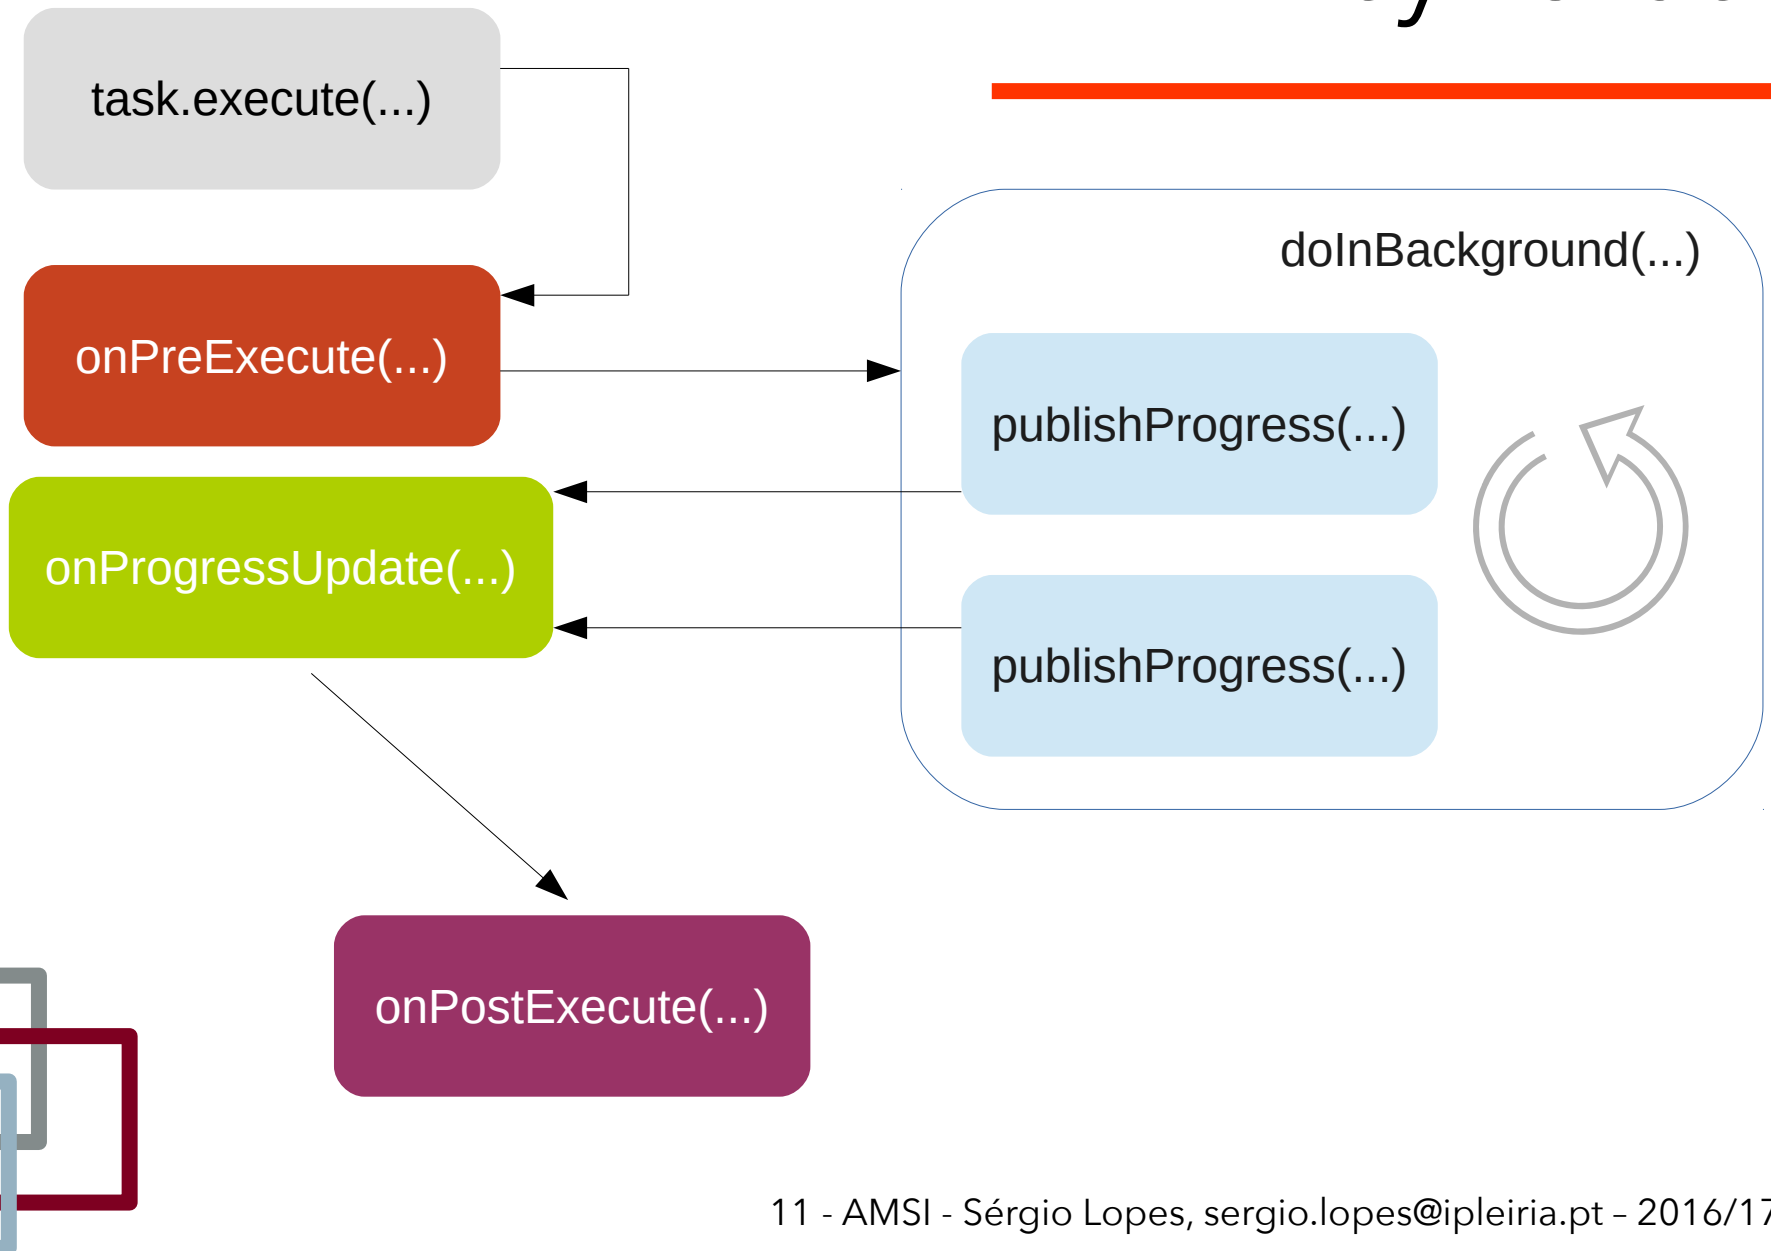 task.execute(...)
doInBackground(...)
onPreExecute(...)
publishProgress(...)
onProgressUpdate(...)
publishProgress(...)
onPostExecute(...)
11 - AMSI - Sérgio Lopes, sergio.lopes@ipleiria.pt – 2016/17